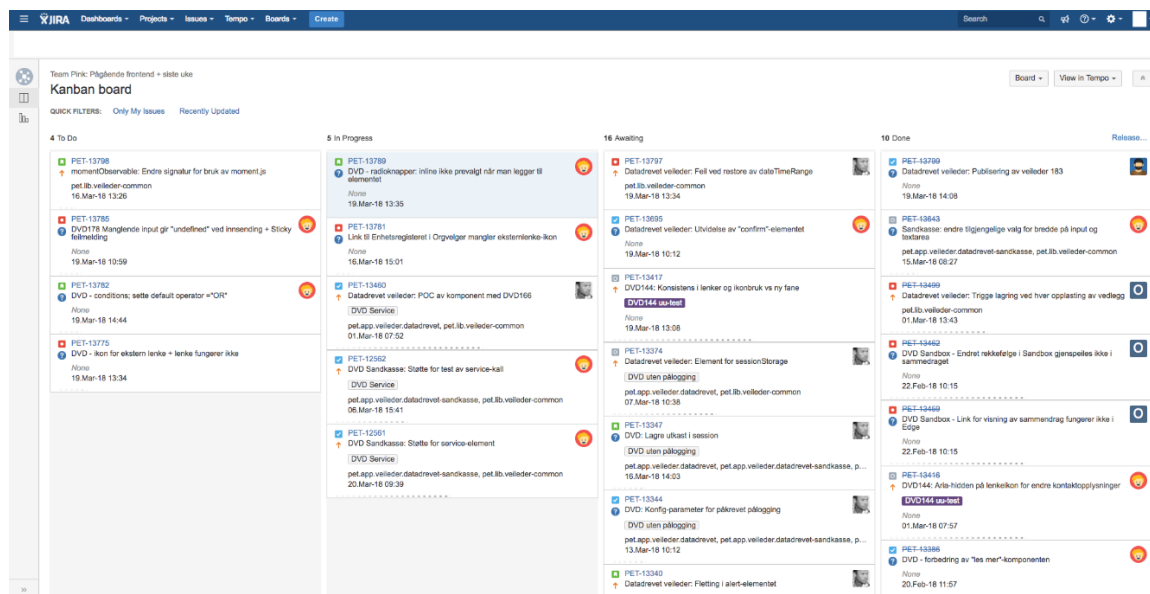 JIRA Dashboards Projects Issues Tempo Boards Create Search
Team Pink: Pågående frontend + siste uke
Kanban board
Board
View in Tempo
QUICK FILTERS: Only My Issues Recently Updated
4 To Do
PET-13798
momentObservable: Endre signatur for bruk av moment.js
pet.lib.veileder-common
16.Mar-18 13:26
PET-13785
DVD178 Manglende input gir "undefined" ved innsending + Sticky
feilmelding
None
19.Mar-18 10:59
PET-13782
DVD - conditions; sette default operator ="OR"
None
19.Mar-18 14:44
PET-13775
DVD - ikon for ekstern lenke + lenke fungerer ikke
None
19.Mar-18 13:34
5 In Progress
PET-13789
DVD - radioknapper: inline ikke prevalgt når man legger til
elementet
None
19.Mar-18 13:35
PET-13781
Link til Enhetsregisteret i Orgvelger mangler eksternlenke-ikon
None
16.Mar-18 15:01
PET-13460
Datadrevet veileder: POC av komponent med DVD166
DVD Service
pet.app.veileder.datadrevet, pet.lib.veileder-common
01.Mar-18 07:52
PET-12562
DVD Sandkasse: Støtte for test av service-kall
DVD Service
pet.app.veileder.datadrevet-sandkasse, pet.lib.veileder-common
06.Mar-18 15:41
PET-12561
DVD Sandkasse: Støtte for service-element
DVD Service
pet.app.veileder.datadrevet-sandkasse, pet.lib.veileder-common
20.Mar-18 09:39
16 Awaiting
PET-13797
Datadrevet veileder: Feil ved restore av dateTimeRange
pet.lib.veileder-common
19.Mar-18 13:34
PET-13695
Datadrevet veileder: Utvidelse av "confirm"-elementet
None
19.Mar-18 10:12
PET-13417
DVD144: Konsistens i lenker og ikonbruk vs ny fane
DVD144 uu-test
None
19.Mar-18 13:08
PET-13374
Datadrevet veileder: Element for sessionStorage
DVD uten pålogging
pet.app.veileder.datadrevet, pet.lib.veileder-common
07.Mar-18 10:38
PET-13347
DVD: Lagre utkast i session
DVD uten pålogging
pet.app.veileder.datadrevet, pet.app.veileder.datadrevet-sandkasse, p...
16.Mar-18 14:03
PET-13344
DVD: Konfig-parameter for påkrevet pålogging
DVD uten pålogging
pet.app.veileder.datadrevet, pet.app.veileder.datadrevet-sandkasse, p...
13.Mar-18 10:12
PET-13340
Datadrevet veileder: Fletting i alert-elementet
10 Done
Release...
PET-13799
Datadrevet veileder: Publisering av veileder 183
None
19.Mar-18 14:08
PET-13643
Sandkasse: endre tilgjengelige valg for bredde på input og
textarea
pet.app.veileder.datadrevet-sandkasse, pet.lib.veileder-common
15.Mar-18 08:27
PET-13499
Datadrevet veileder: Trigge lagring ved hver opplasting av vedlegg
O
pet.lib.veileder-common
01.Mar-18 13:43
PET-13462
DVD Sandbox - Endret rekkefølge i Sandbox gjenspeiles ikke i
sammedraget
O
None
22.Feb-18 10:15
PET-13459
DVD Sandbox - Link for visning av sammendrag fungerer ikke i
Edge
O
None
22.Feb-18 10:15
PET-13416
DVD144: Aria-hidden på lenkeikon for endre kontaktopplysninger
DVD144 uu-test
None
01.Mar-18 07:57
PET-13386
DVD - forbedring av "les mer"-komponenten
None
20.Feb-18 11:57